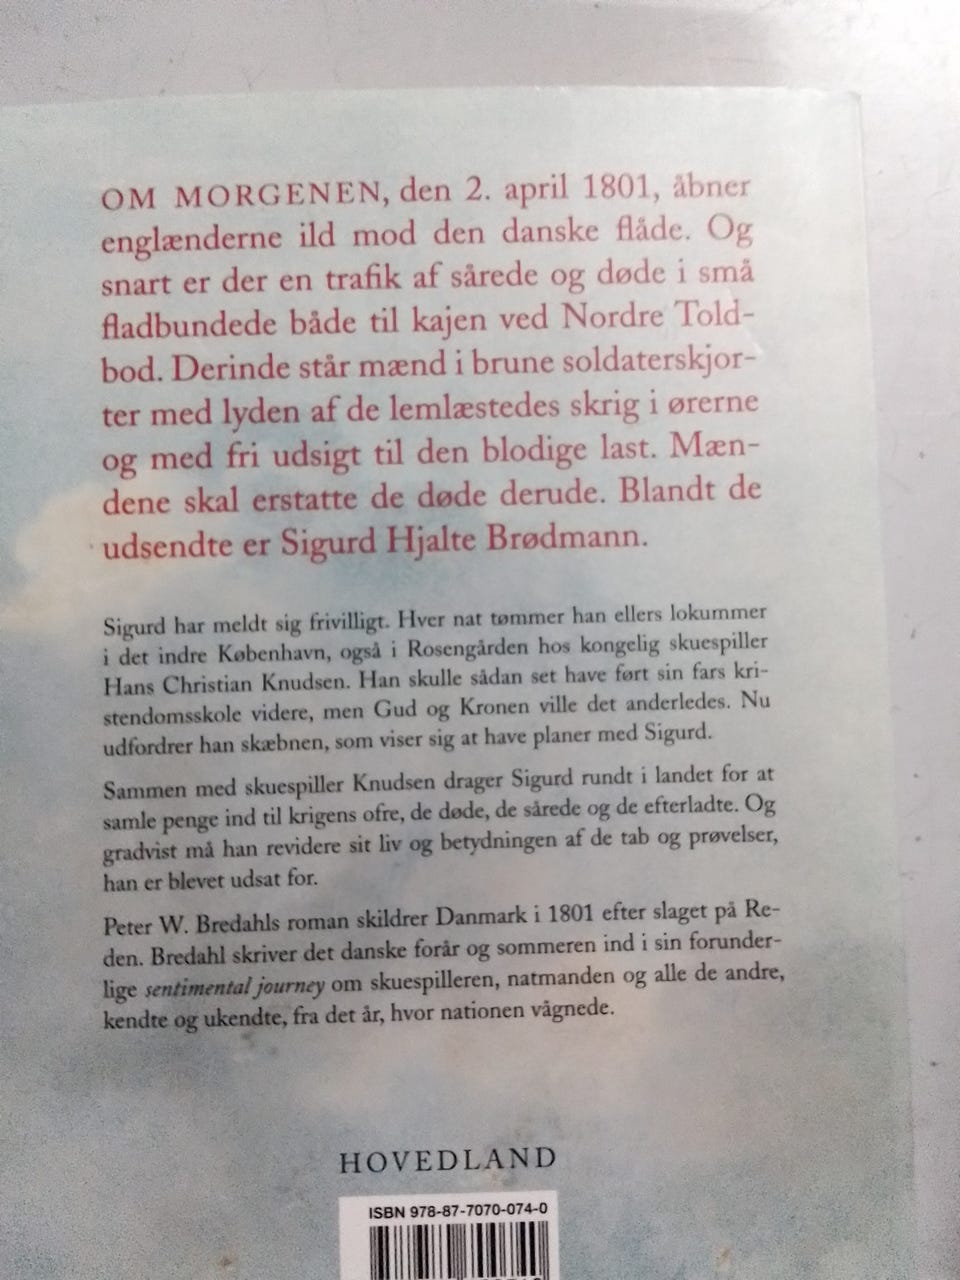 OM MORGENEN, den 2. april 1801, åbner
englænderne ild mod den danske flåde. Og
snart er der en trafik af sårede og døde i små
fladbundede både til kajen ved Nordre Told-
bod. Derinde står mænd i brune soldaterskjor-
ter med lyden af de lemlæstedes skrig i ørerne
og med fri udsigt til den blodige last. Mæn-
dene skal erstatte de døde derude. Blandt de
udsendte er Sigurd Hjalte Brødmann.
Sigurd har meldt sig frivilligt. Hver nat tømmer han ellers lokummer
i det indre København, også i Rosengården hos kongelig skuespiller
Hans Christian Knudsen. Han skulle sådan set have ført sin fars kri-
stendomsskole videre, men Gud og Kronen ville det anderledes. Nu
udfordrer han skæbnen, som viser sig at have planer med Sigurd.
Sammen med skuespiller Knudsen drager Sigurd rundt i landet for at
samle penge ind til krigens ofre, de døde, de sårede og de efterladte. Og
gradvist må han revidere sit liv og betydningen af de tab og prøvelser,
han er blevet udsat for.
Peter W. Bredahls roman skildrer Danmark i 1801 efter slaget på Re-
den. Bredahl skriver det danske forår og sommeren ind i sin forunder-
lige sentimental journey om skuespilleren, natmanden og alle de andre,
kendte og ukendte, fra det år, hvor nationen vågnede.
HOVEDLAND
ISBN 978-87-7070-074-0